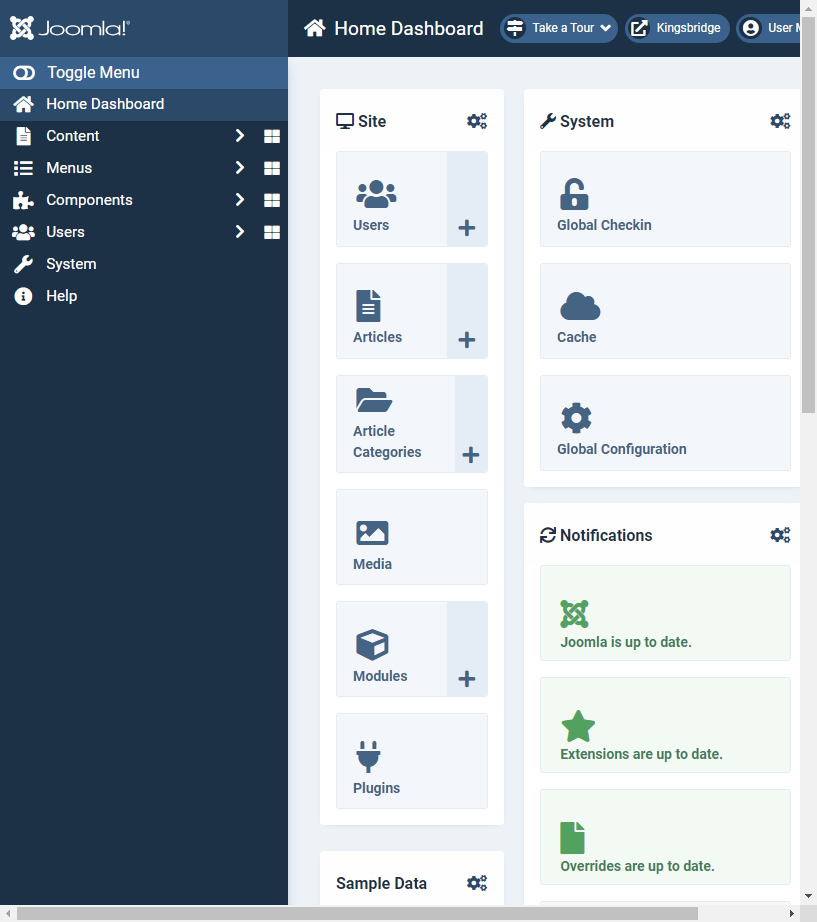 Joomla!®
Toggle Menu
Home Dashboard
Content
Menus
Components
Users
System
Help
Home Dashboard
Take a Tour
Kingsbridge
User
Site
Users
Articles
Article
Categories
Media
Modules
Plugins
Sample Data
System
Global Checkin
Cache
Global Configuration
Notifications
Joomla is up to date.
Extensions are up to date.
Overrides are up to date.